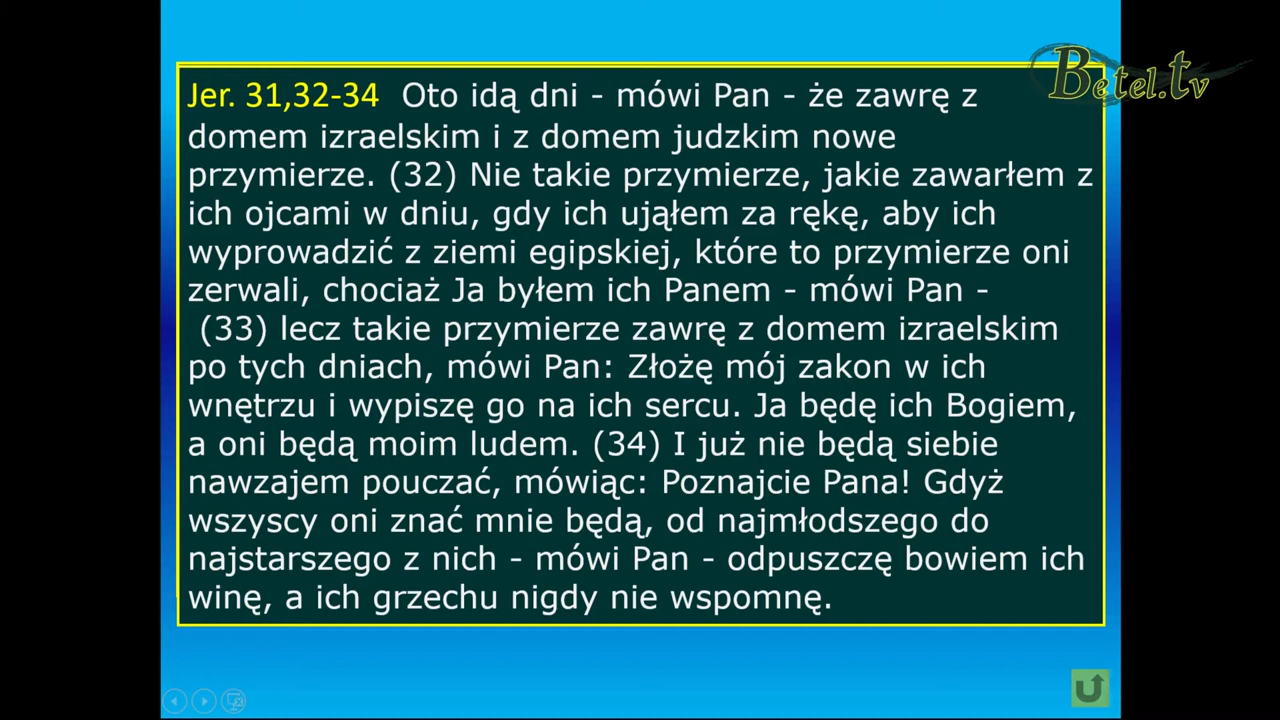 Betel.tv
Jer. 31,32-34 Oto idą dni - mówi Pan - że zawrę z
domem izraelskim i z domem judzkim nowe
przymierze. (32) Nie takie przymierze, jakie zawarłem z
ich ojcami w dniu, gdy ich ująłem za rękę, aby ich
wyprowadzić z ziemi egipskiej, które to przymierze oni
zerwali, chociaż Ja byłem ich Panem - mówi Pan -
(33) lecz takie przymierze zawrę z domem izraelskim
po tych dniach, mówi Pan: Złożę mój zakon w ich
wnętrzu i wypiszę go na ich sercu. Ja będę ich Bogiem,
a oni będą moim ludem. (34) I już nie będą siebie
nawzajem pouczać, mówiąc: Poznajcie Pana! Gdyż
wszyscy oni znać mnie będą, od najmłodszego do
najstarszego z nich - mówi Pan - odpuszczę bowiem ich
winę, a ich grzechu nigdy nie wspomnę.